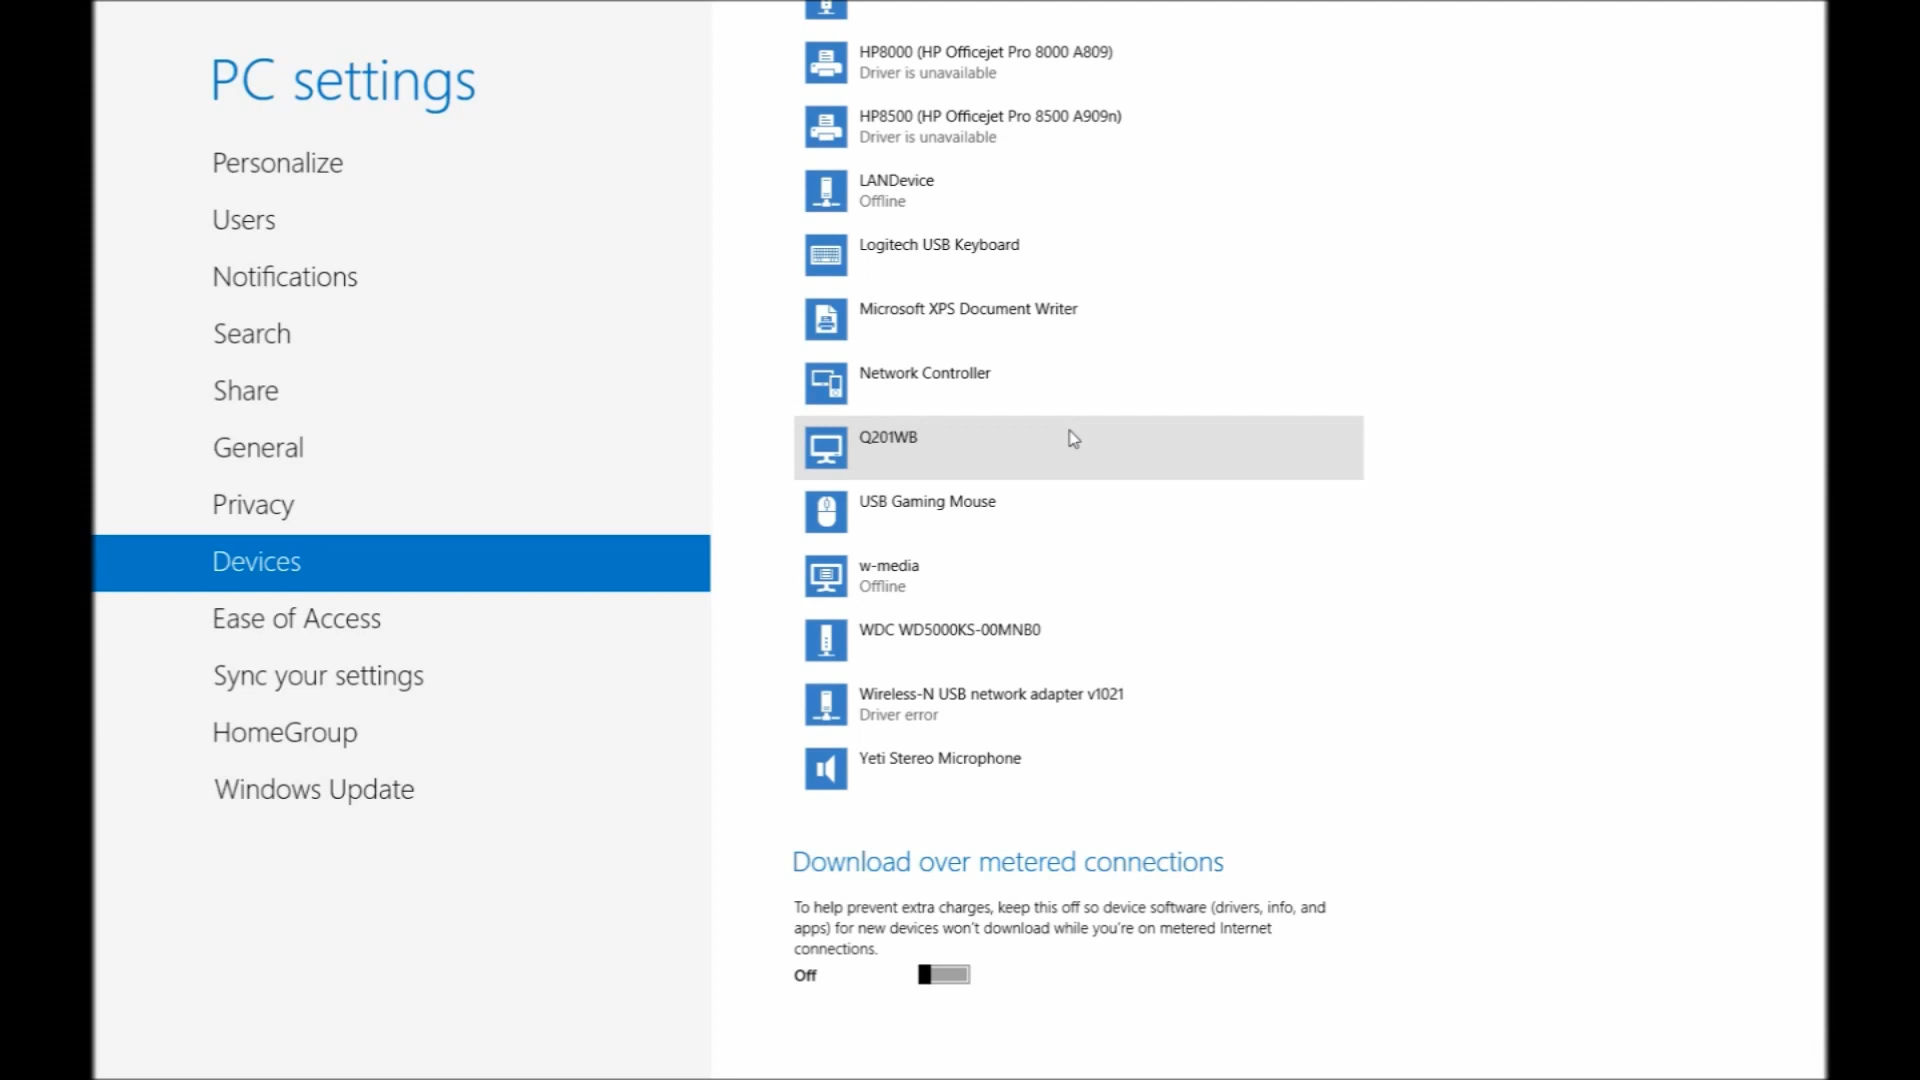 PC settings
Personalize
Users
Notifications
Search
Share
General
Privacy
Devices
Ease of Access
Sync your settings
HomeGroup
Windows Update
HP8000 (HP Officejet Pro 8000 A809)
Driver is unavailable
HP8500 (HP Officejet Pro 8500 A909n)
Driver is unavailable
LANDevice
Offline
Logitech USB Keyboard
Microsoft XPS Document Writer
Network Controller
Q201WB
USB Gaming Mouse
w-media
Offline
WDC WD5000KS-00MNB0
Wireless-N USB network adapter v1021
Driver error
Yeti Stereo Microphone
Download over metered connections
To help prevent extra charges, keep this off so device software (drivers, info, and
apps) for new devices won't download while you're on metered Internet
connections.
Off